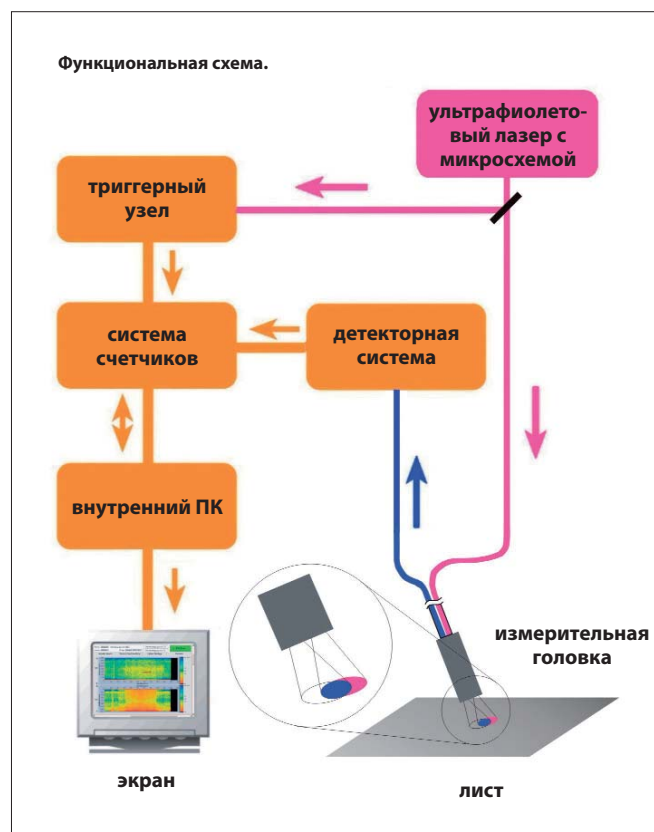 Функциональная схема.
ультрафиолето-
вый лазер с
микросхемой
триггерный
узел
система
счетчиков
детекторная
система
внутренний ПК
измерительная
головка
экран
лист